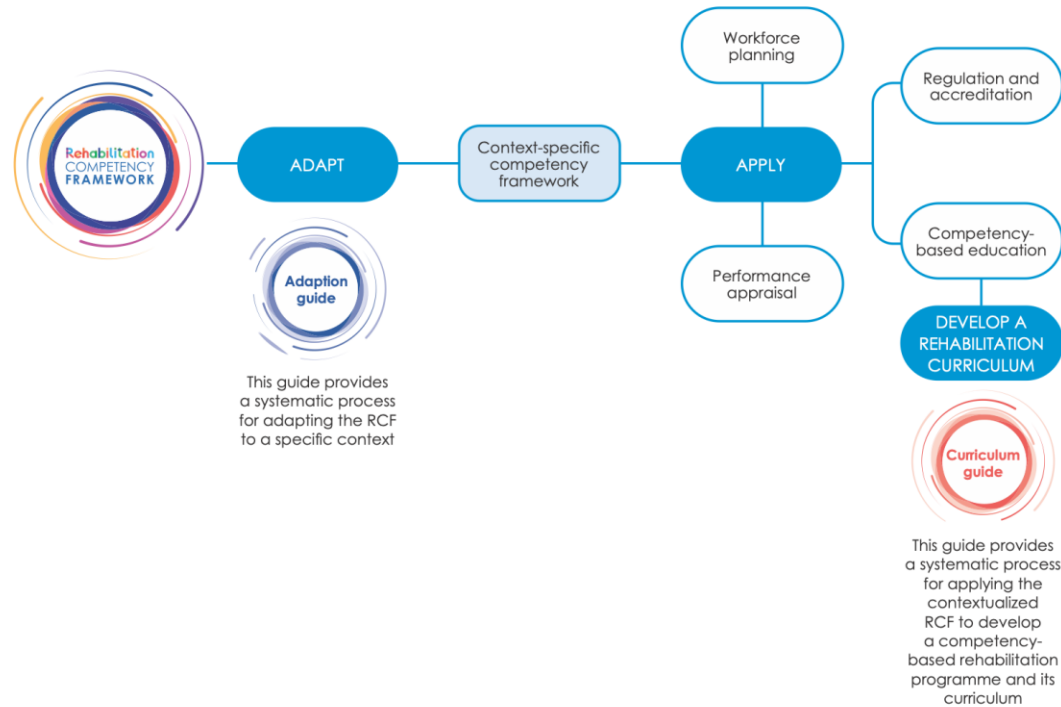 Rehabilitation
COMPETENCY
FRAMEWORK
ADAPT
Adaption
guide
This guide provides
a systematic process
for adapting the RCF
to a specific context
Context-specific
competency
framework
Workforce
planning
APPLY
Performance
appraisal
Regulation and
accreditation
Competency-
based education
DEVELOP A
REHABILITATION
CURRICULUM
Curriculum
guide
This guide provides
a systematic process
for applying the
contextualized
RCF to develop
a competency-
based rehabilitation
programme and its
curriculum